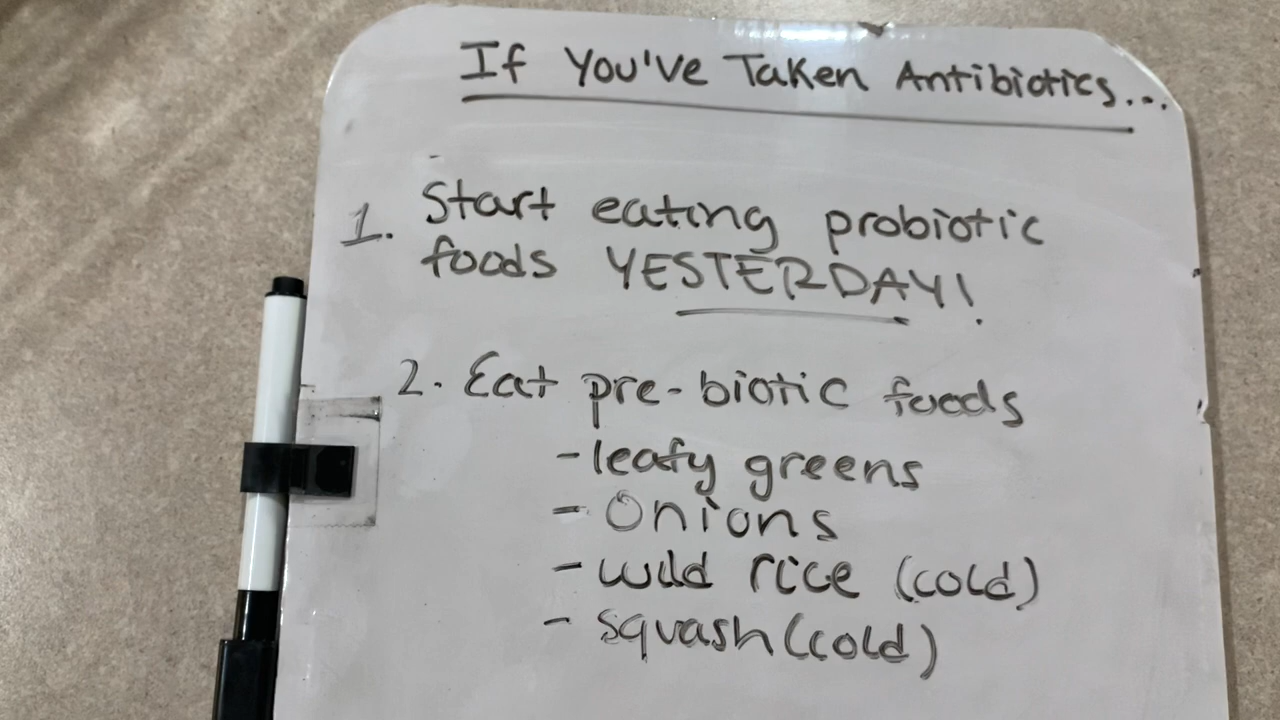 If You've Taken Antibiotics...
1. Start eating probiotic
foods YESTERDAY!
2. Eat pre-biotic foods
- leafy greens
- Onions
- wild rice (cold)
- squash (cold)